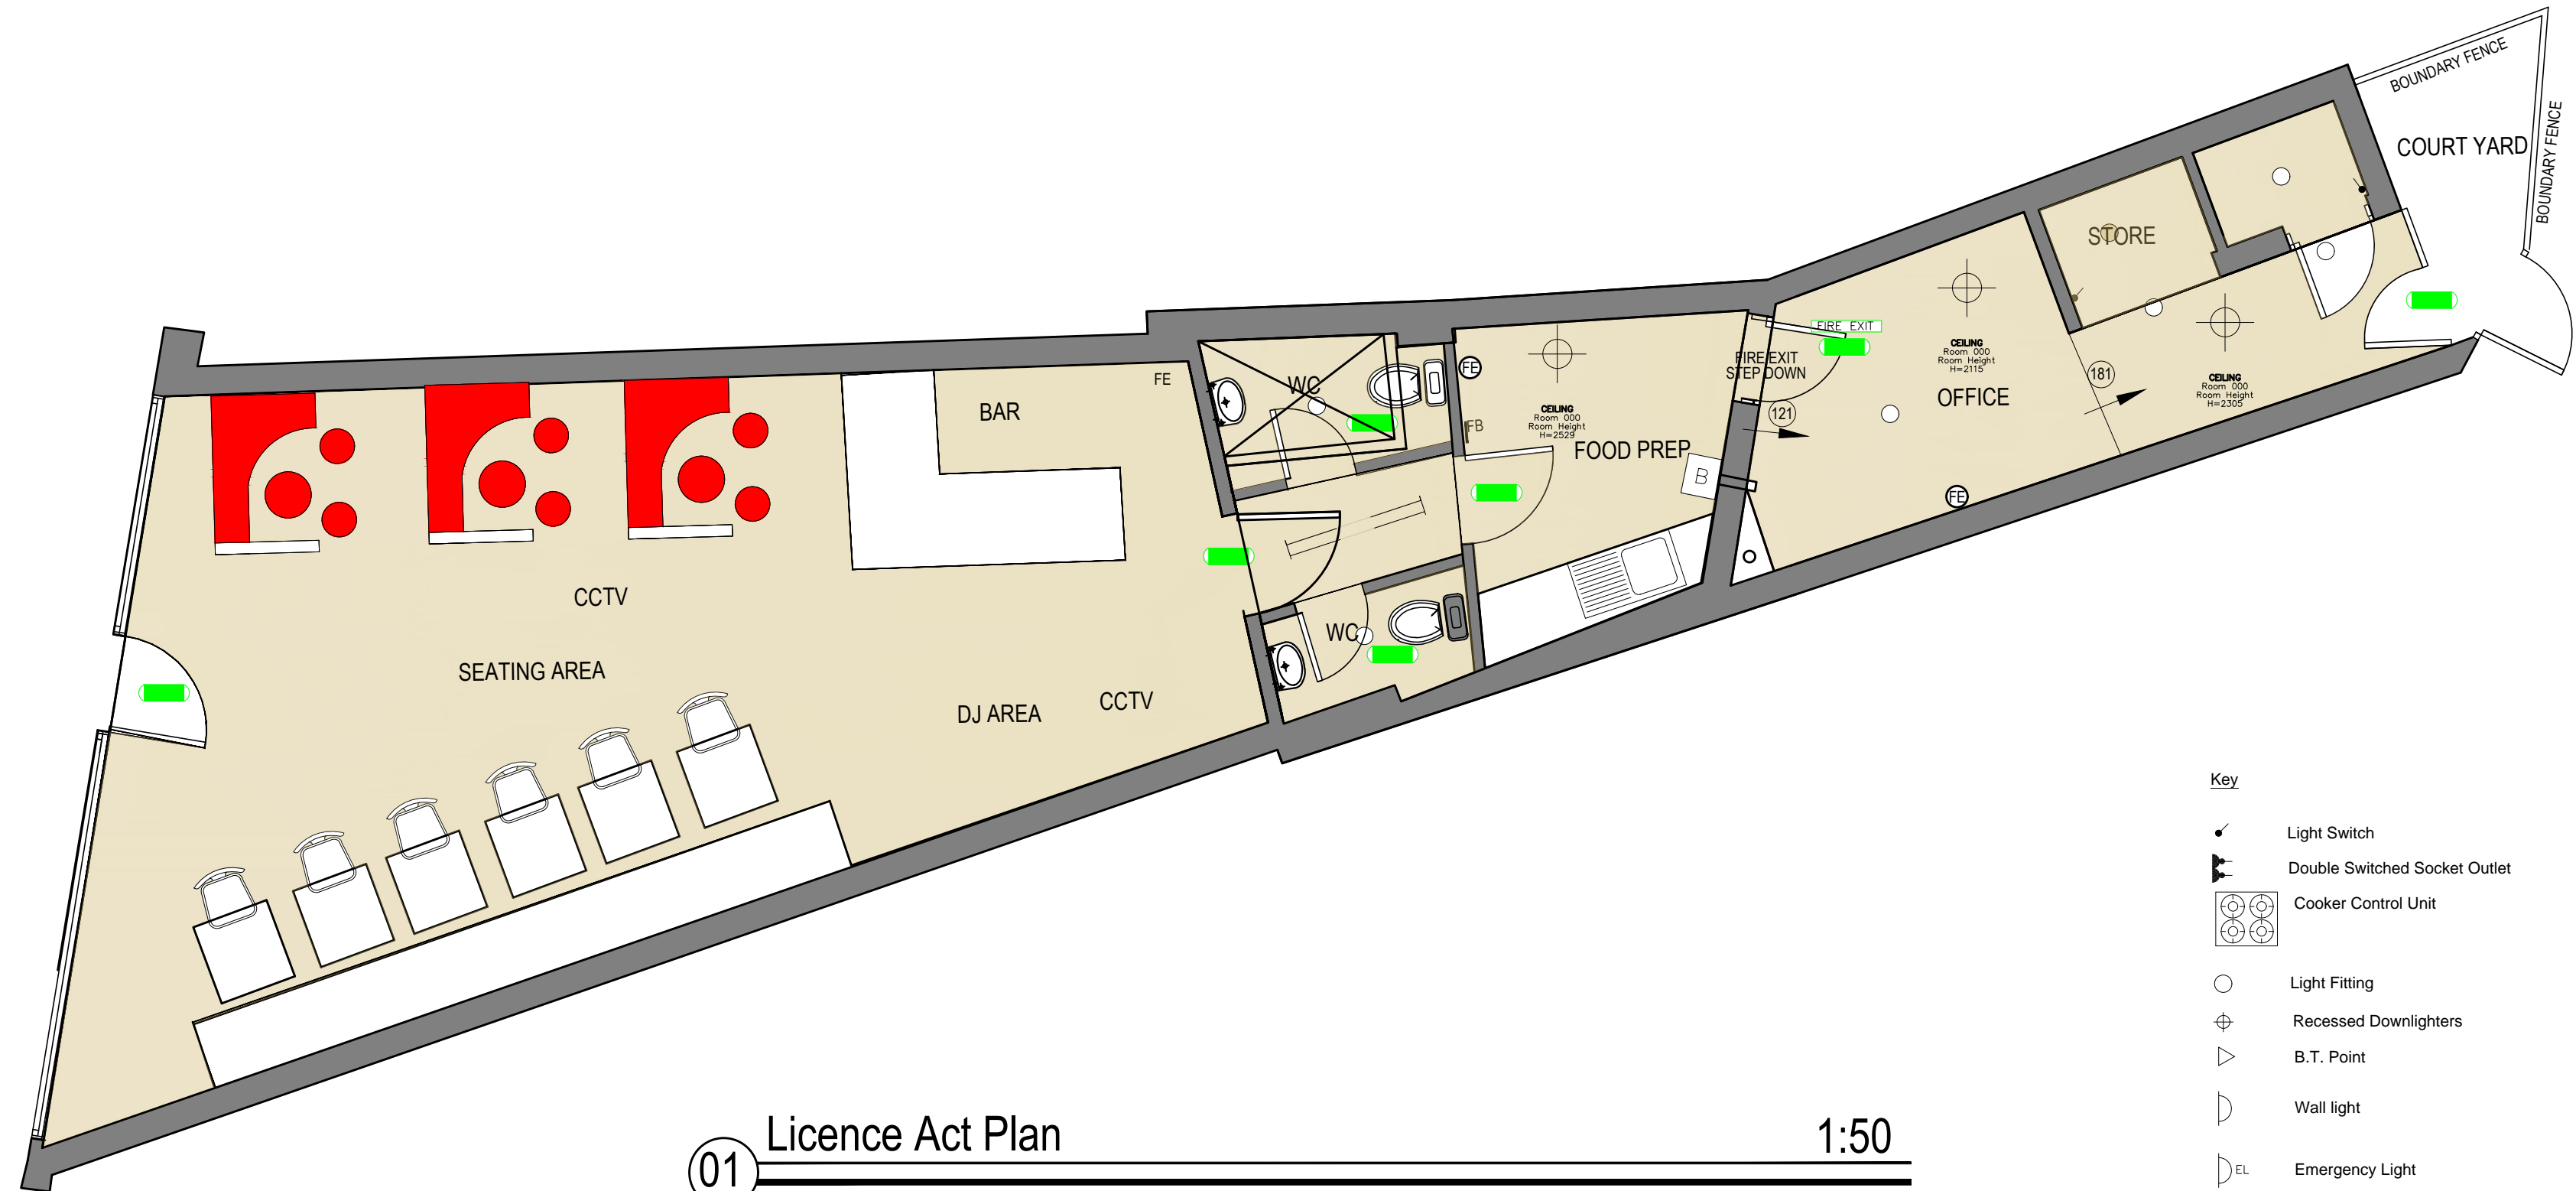 BOUNDARY FENCE
COURT YARD
BOUNDARY FENCE
STORE
FIRE EXIT
FIRE EXIT
STEP DOWN
CEILING
Room 000
Room Height
H=2115
OFFICE
181
CEILING
Room 000
Room Height
H=2305
121
FE
FE
BAR
WC
FE
CEILING
Room 000
Room Height
H=2529
FB
FOOD PREP
B
FE
CCTV
WC
SEATING AREA
DJ AREA
CCTV
Key
Light Switch
Double Switched Socket Outlet
Cooker Control Unit
Light Fitting
Recessed Downlighters
B.T. Point
Wall light
EL
Emergency Light
01
Licence Act Plan
1:50